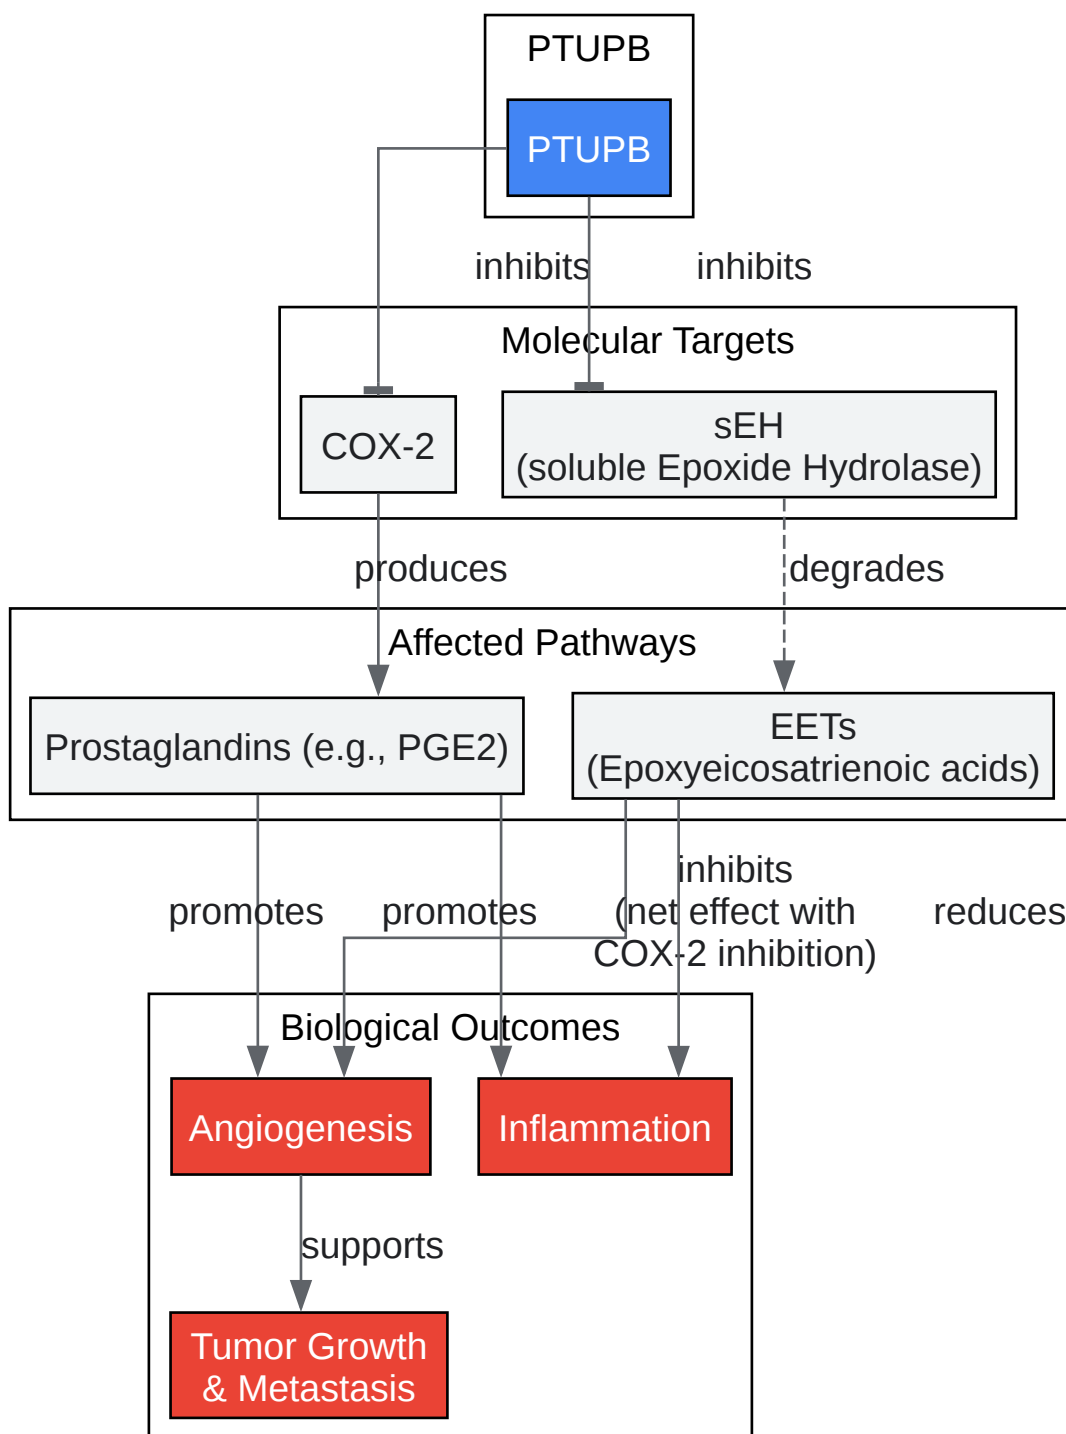 PTUPB
PTUPB
inhibits
inhibits
Molecular Targets
COX-2
sEH
(soluble Epoxide Hydrolase)
produces
degrades
Affected Pathways
Prostaglandins (e.g., PGE2)
EETs
(Epoxyeicosatrienoic acids)
promotes
promotes
inhibits
(net effect with
COX-2 inhibition)
reduces
Biological Outcomes
Angiogenesis
Inflammation
supports
Tumor Growth
& Metastasis